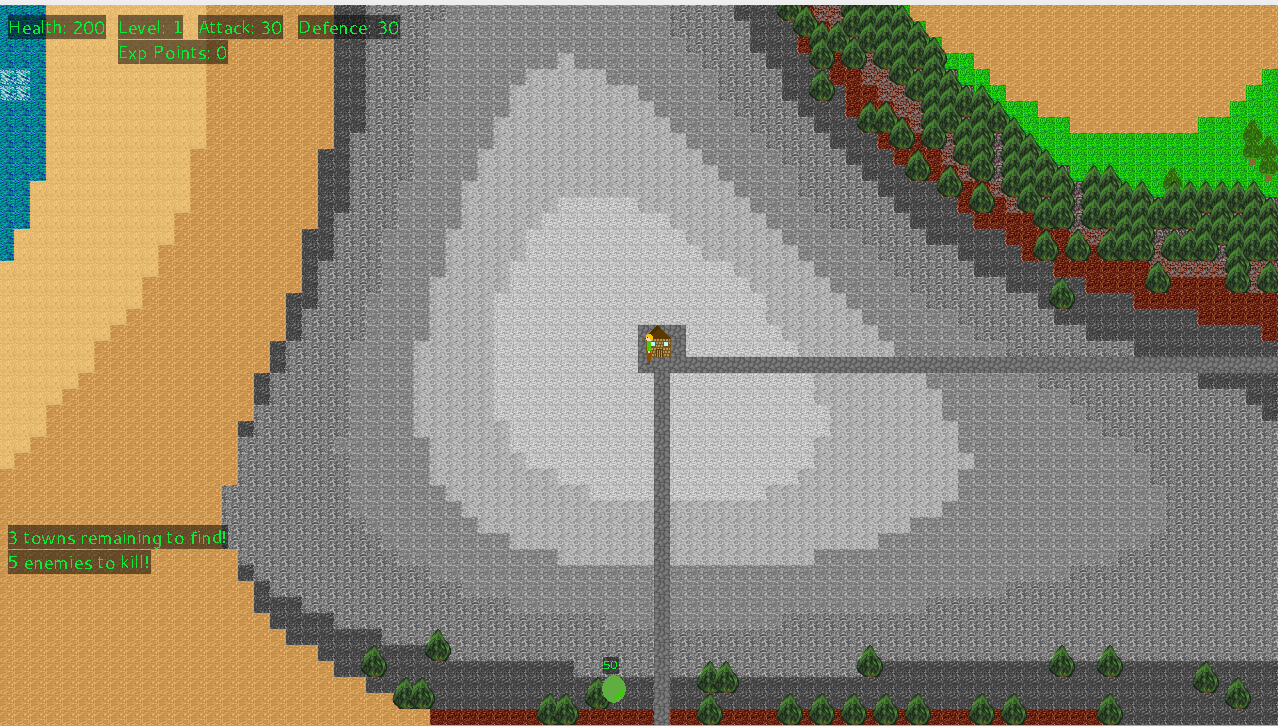 Health: 200 Level: 1 Attack: 30 Defence: 30
Exp Points: 0
3 towns remaining to find!
5 enemies to kill!
50